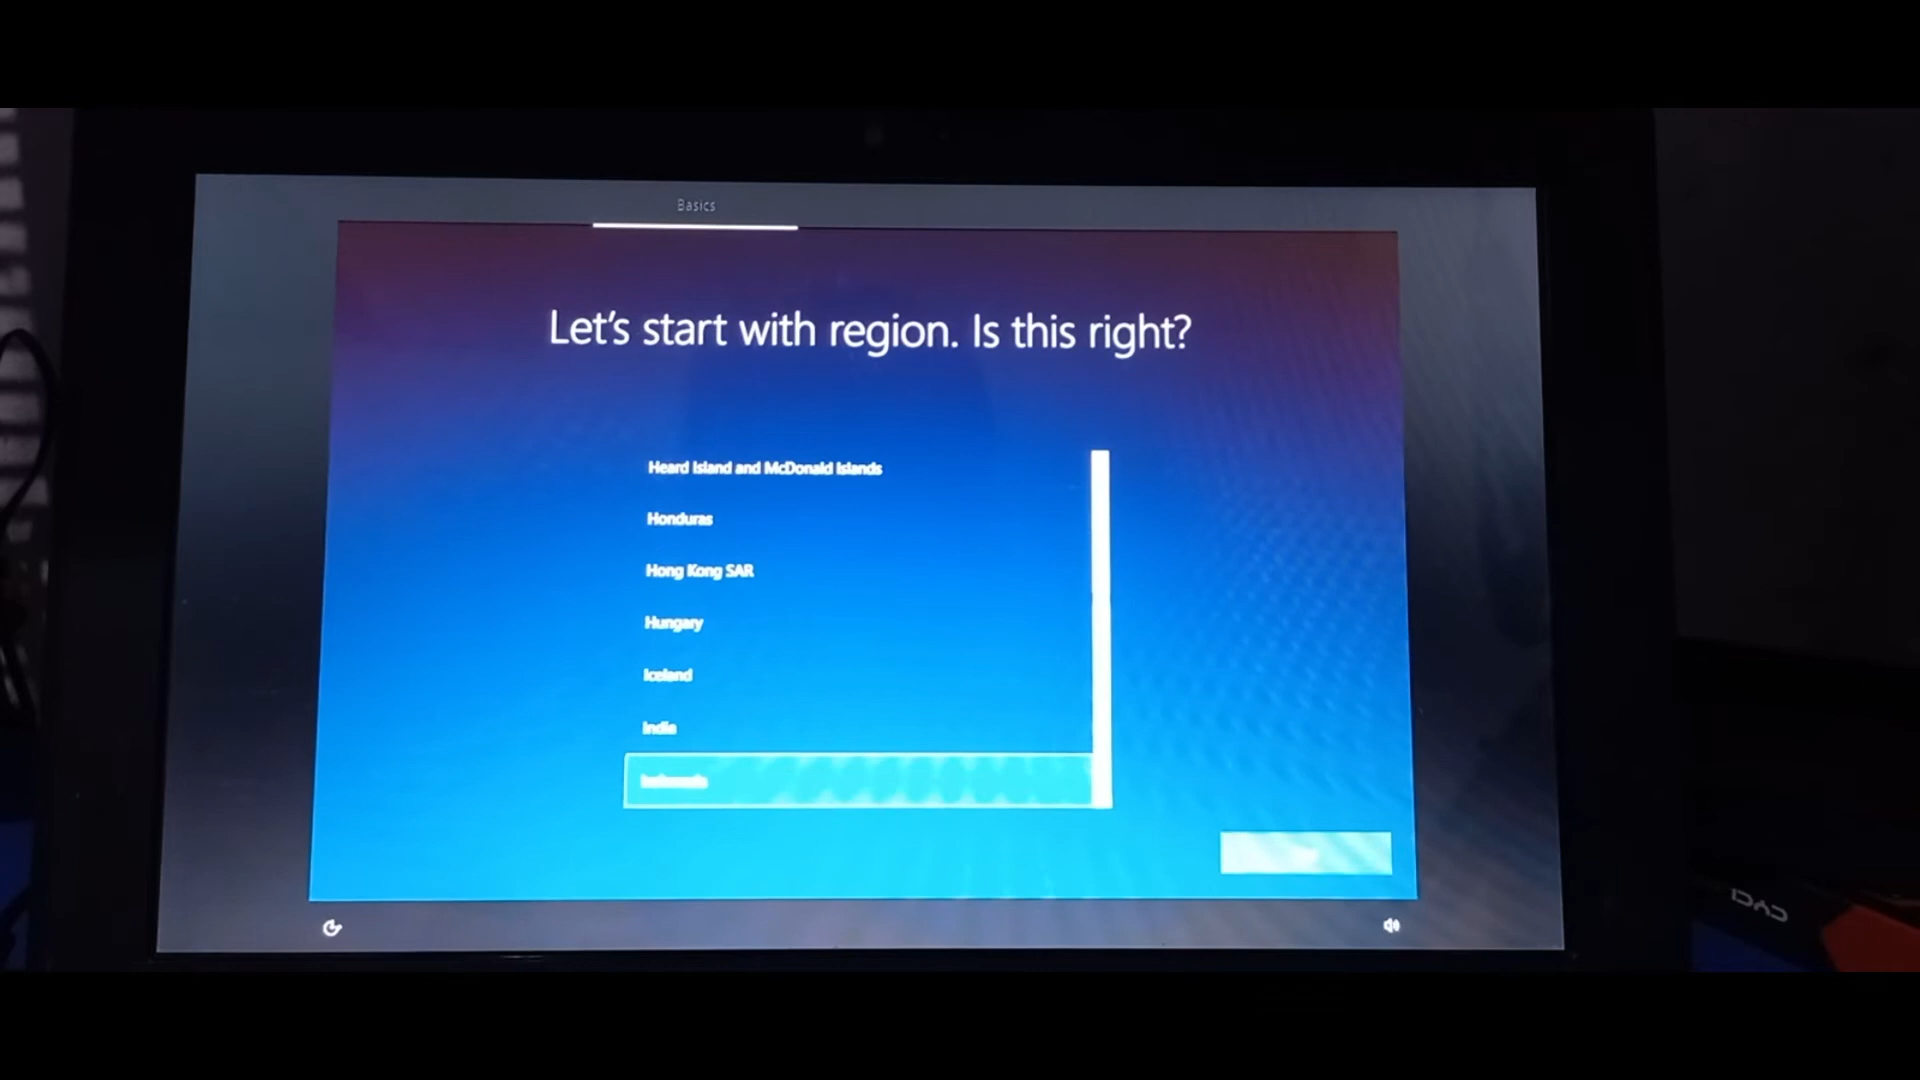 Basics
Let's start with region. Is this right?
Heard Island and McDonald Islands
Honduras
Hong Kong SAR
Hungary
Iceland
India
Indonesia